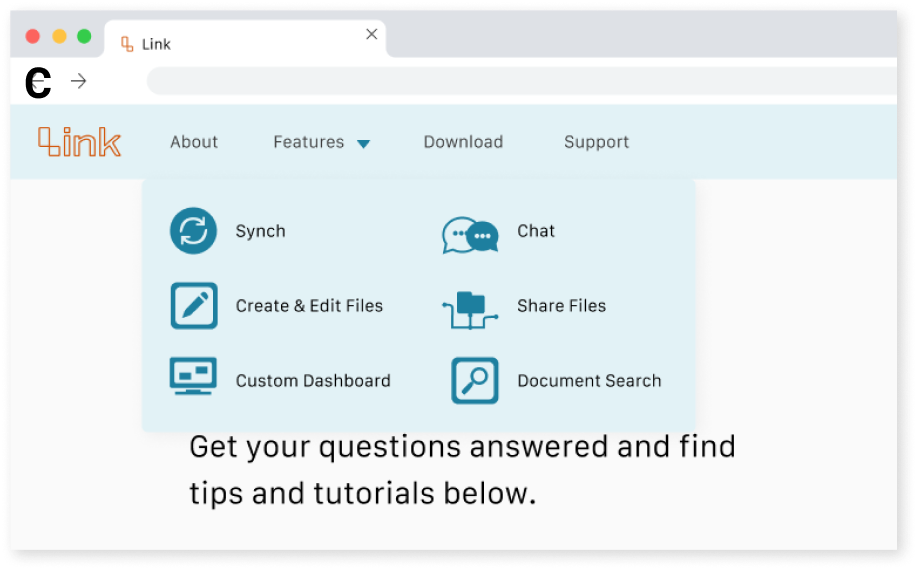 Link
Є
Link
About
Features
Download
Support
Synch
Chat
Create & Edit Files
Share Files
Custom Dashboard
Document Search
Get your questions answered and find
tips and tutorials below.